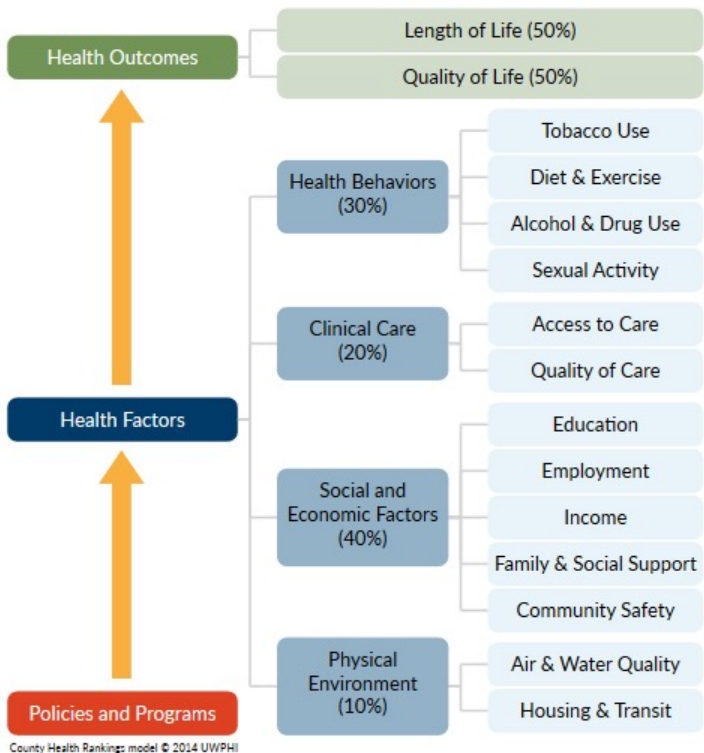 Health Outcomes
Length of Life (50%)
Quality of Life (50%)
Health Factors
Health Behaviors
(30%)
Tobacco Use
Diet & Exercise
Alcohol & Drug Use
Sexual Activity
Clinical Care
(20%)
Access to Care
Quality of Care
Social and
Economic Factors
(40%)
Education
Employment
Income
Family & Social Support
Community Safety
Physical
Environment
(10%)
Air & Water Quality
Housing & Transit
Policies and Programs
County Health Rankings model © 2014 UWPHI